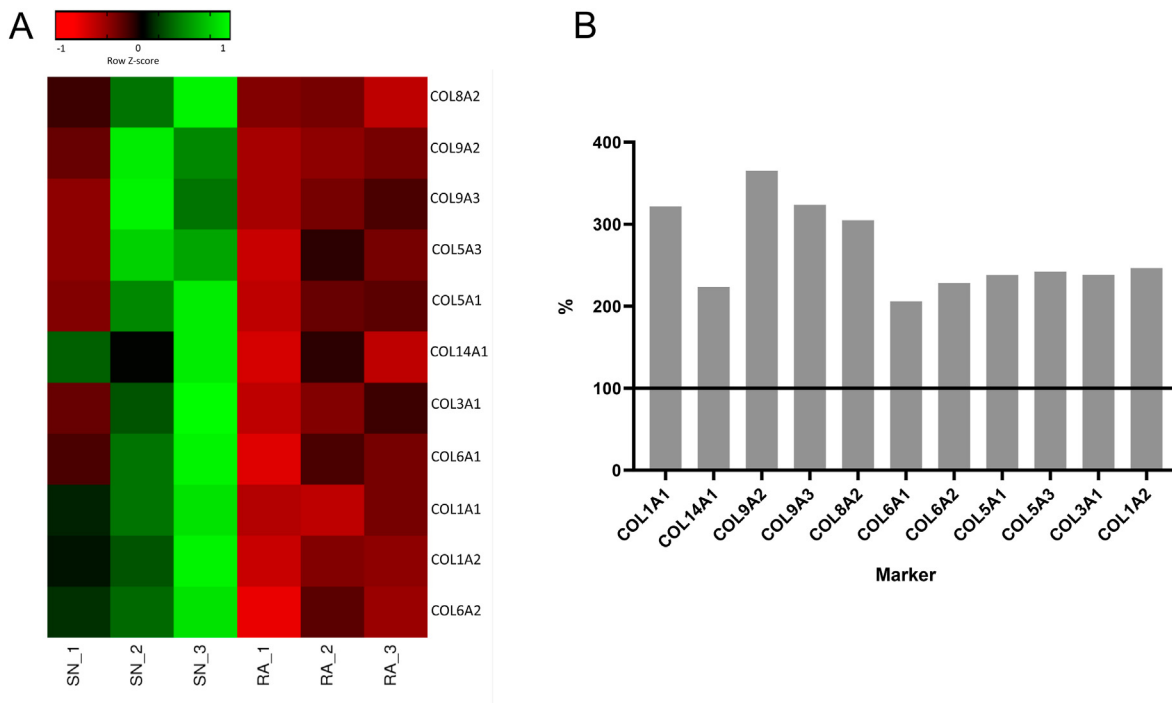 A
-1 0 1
Row Z-score
COL8A2
COL9A2
COL9A3
COL5A3
COL5A1
COL14A1
COL3A1
COL6A1
COL1A1
COL1A2
COL6A2
SN_1 SN_2 SN_3 RA_1 RA_2 RA_3
B
400
300
200
100
0
%
COL1A1 COL14A1 COL9A2 COL9A3 COL8A2 COL6A1 COL6A2 COL5A1 COL5A3 COL3A1 COL1A2
Marker